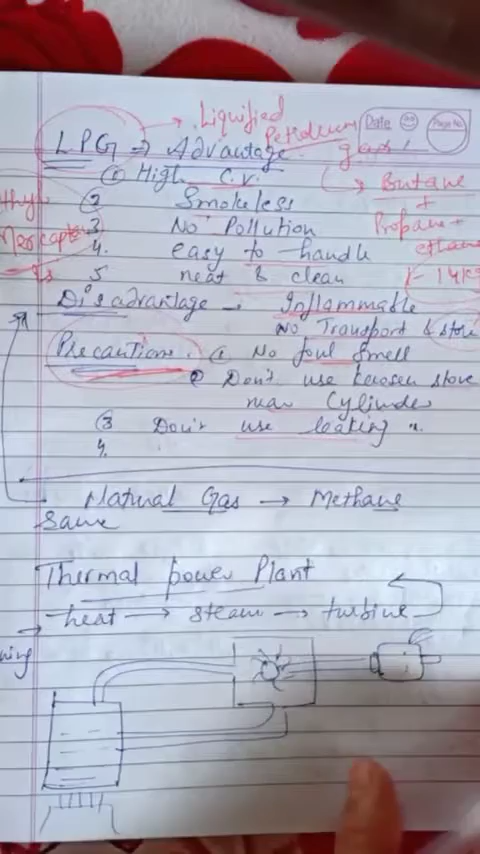 Liquified
Petroleum
gas
Date
Page No.
LPG ⇒ Advantage
① High C.V.
Butane
+
② Smokeless
Propane +
3 No Pollution
ethane
4. easy to handle
5 neat & clean
Disadvantage → Inflammable
No Transport & store
Precautions. ① No foul smell
② Don't use kerosen stove
near Cylinder
③ Don't use leaking
4.
Natural Gas → Methane
Same
Thermal power Plant
heat → steam → turbine